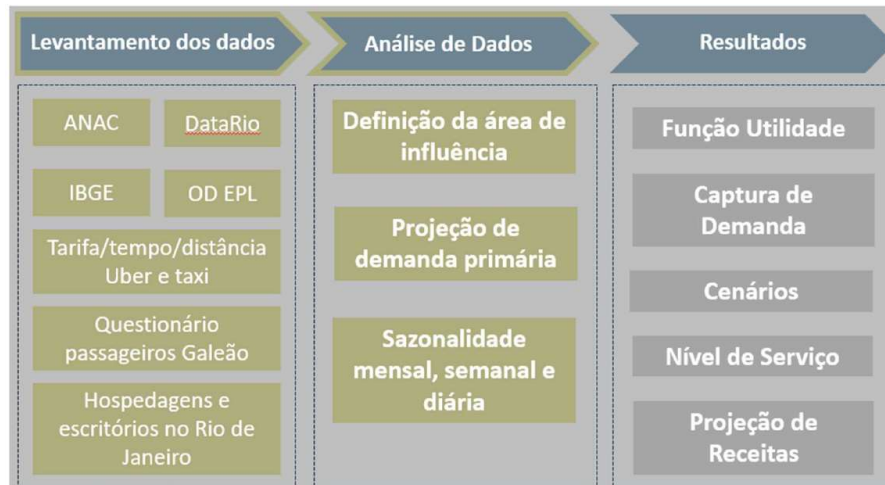 Levantamento dos dados
Análise de Dados
Resultados
ANAC
DataRio
IBGE
OD EPL
Tarifa/tempo/distância
Uber e taxi
Questionário
passageiros Galeão
Hospedagens e
escritórios no Rio de
Janeiro
Definição da área de
influência
Projeção de
demanda primária
Sazonalidade
mensal, semanal e
diária
Função Utilidade
Captura de
Demanda
Cenários
Nível de Serviço
Projeção de
Receitas